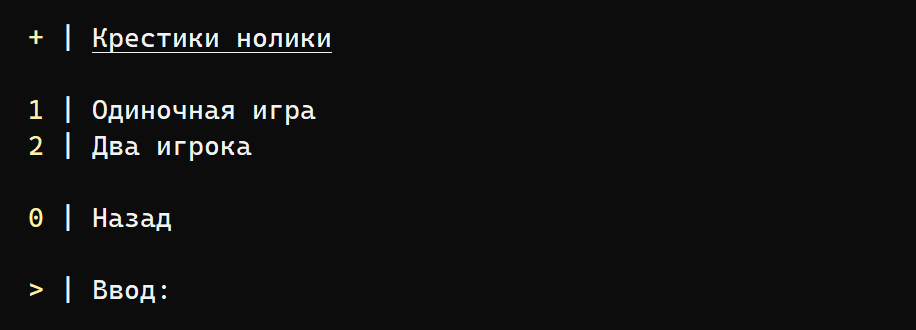 + | Крестики нолики
1 | Одиночная игра
2 | Два игрока
0 | Назад
> | Ввод: